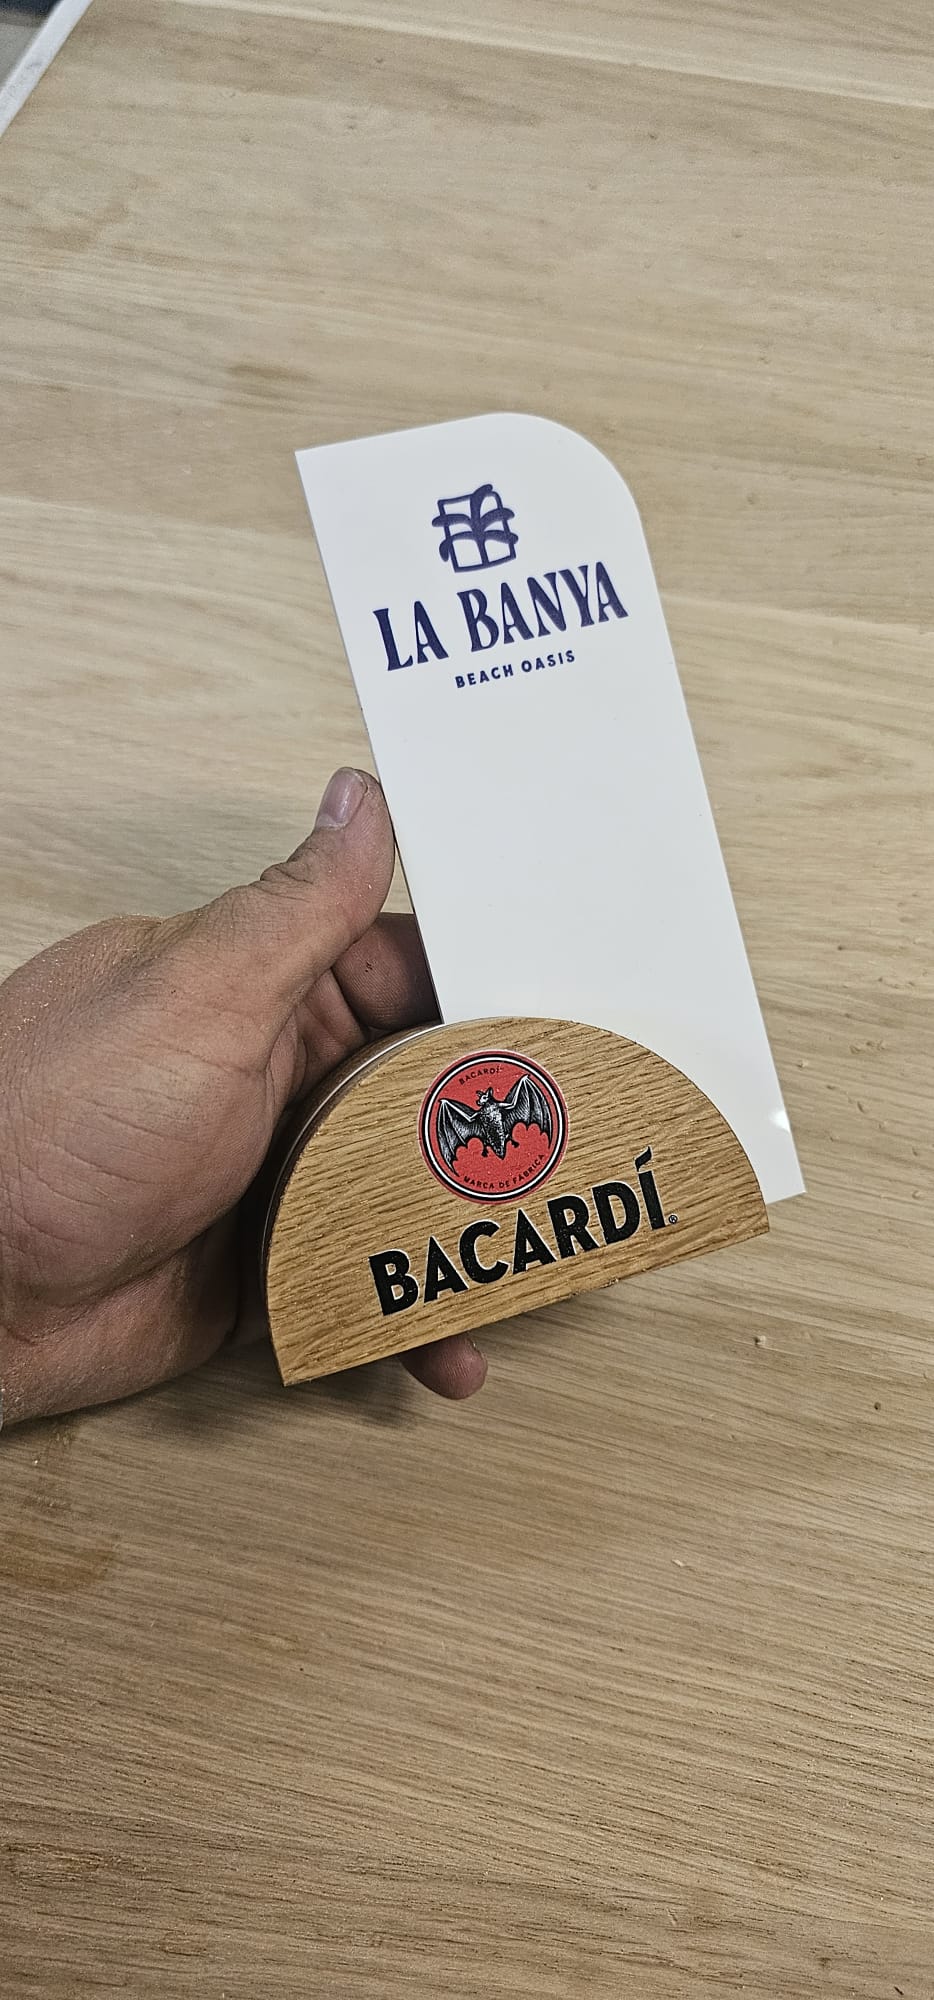 LA BANYA
BEACH OASIS
BACARDÍ
MARCA DE FÁBRICA
BACARDÍ®